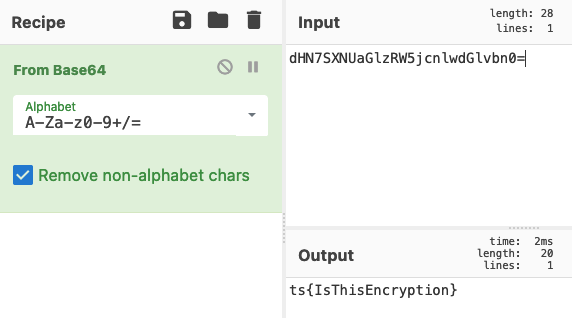 Recipe
From Base64
Alphabet
A-Za-z0-9+/=
Remove non-alphabet chars
Input
length: 28
lines: 1
dHN7SXNUaGlzRW5jcnlwdGlvbn0=
Output
time: 2ms
length: 20
lines: 1
ts{IsThisEncryption}